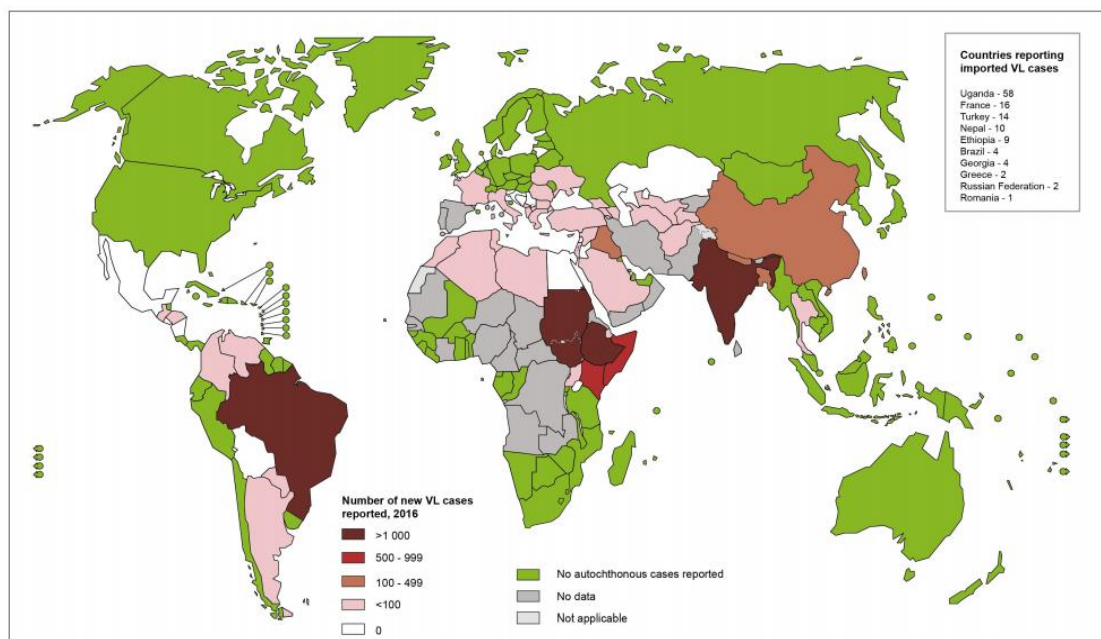 Countries reporting
imported VL cases
Uganda - 58
France - 16
Turkey - 14
Nepal - 10
Ethiopia - 9
Brazil - 4
Georgia - 4
Greece - 2
Russian Federation - 2
Romania - 1
Number of new VL cases
reported, 2016
>1 000
500 - 999
100 - 499
<100
0
No autochthonous cases reported
No data
Not applicable